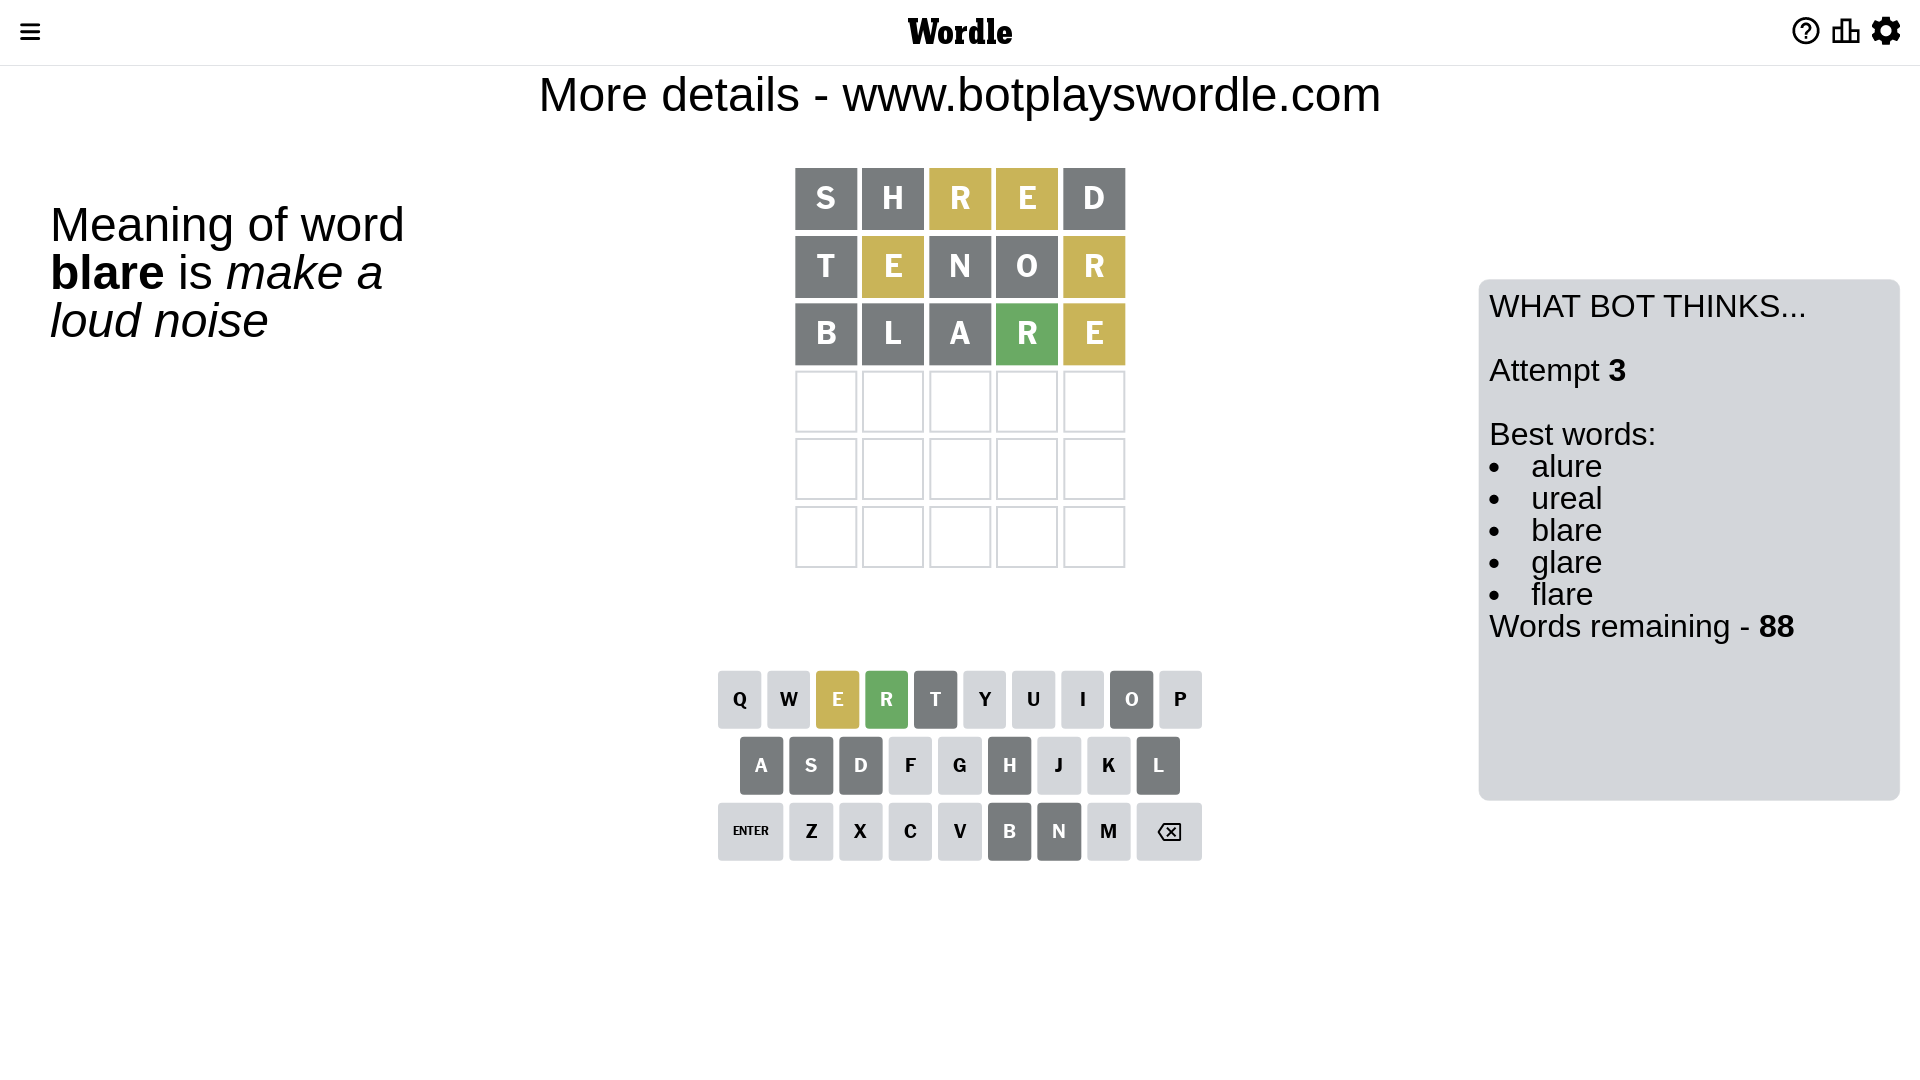 Wordle
More details - www.botplayswordle.com
Meaning of word
blare is make a
loud noise
S H R E D
T E N O R
B L A R E
WHAT BOT THINKS...
Attempt 3
Best words:
• alure
• ureal
• blare
• glare
• flare
Words remaining - 88
Q W E R T Y U I O P
A S D F G H J K L
ENTER Z X C V B N M